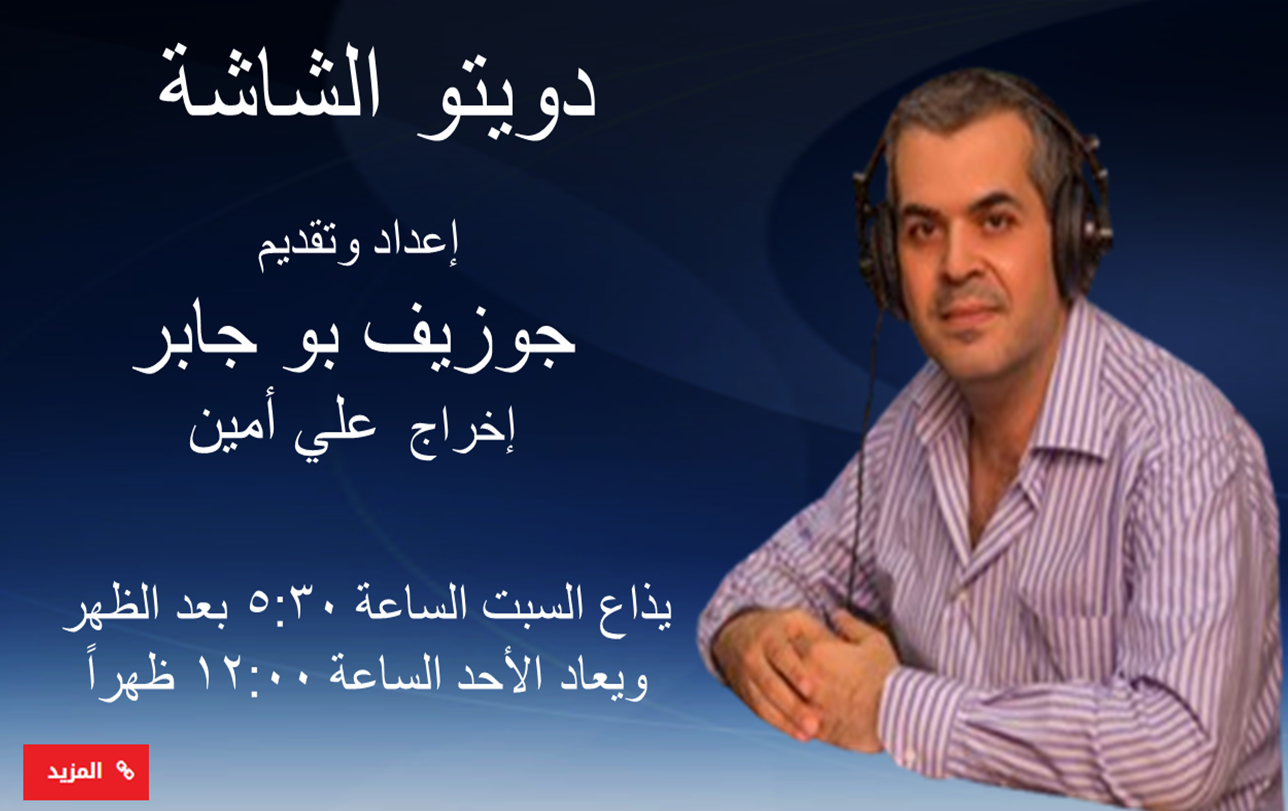 دويتو الشاشة
إعداد وتقديم
جوزيف بو جابر
إخراج علي أمين
يذاع السبت الساعة ٥:٣٠ بعد الظهر
ويعاد الأحد الساعة ١٢:٠٠ ظهراً
المزيد